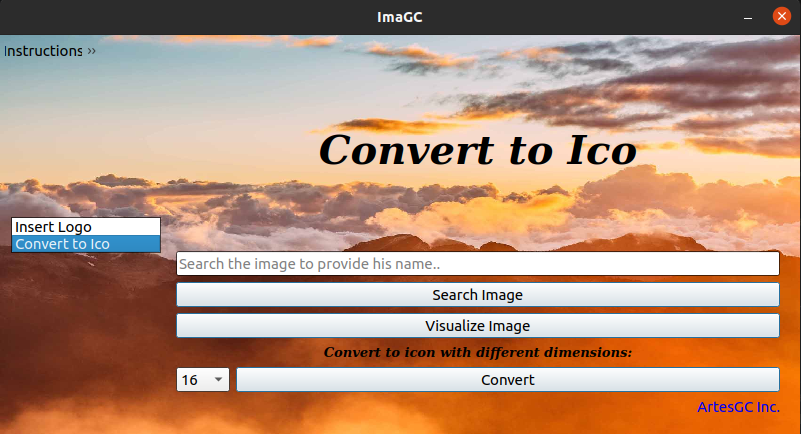 ImaGC
Instructions ››
Convert to Ico
Insert Logo
Convert to Ico
Search the image to provide his name..
Search Image
Visualize Image
Convert to icon with different dimensions:
16 Convert
ArtesGC Inc.